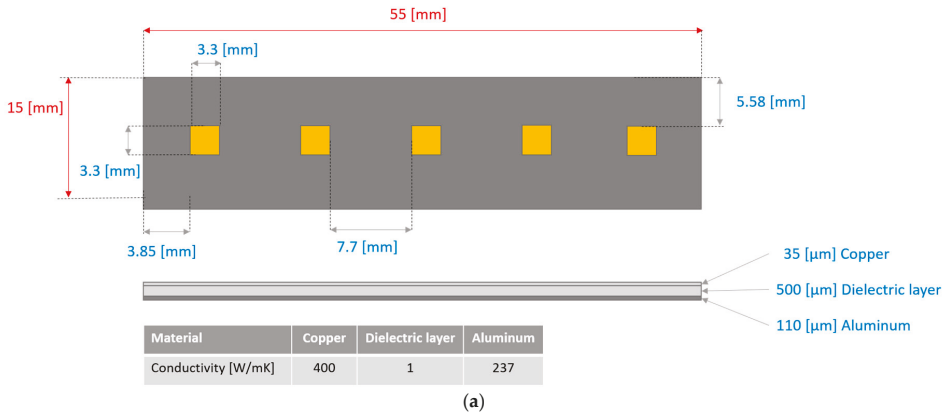 55 [mm]
3.3 [mm]
15 [mm]
5.58 [mm]
3.3 [mm]
3.85 [mm]
7.7 [mm]
35 [µm] Copper
500 [µm] Dielectric layer
110 [µm] Aluminum
Material Copper Dielectric layer Aluminum
Conductivity [W/mK] 400 1 237
(a)